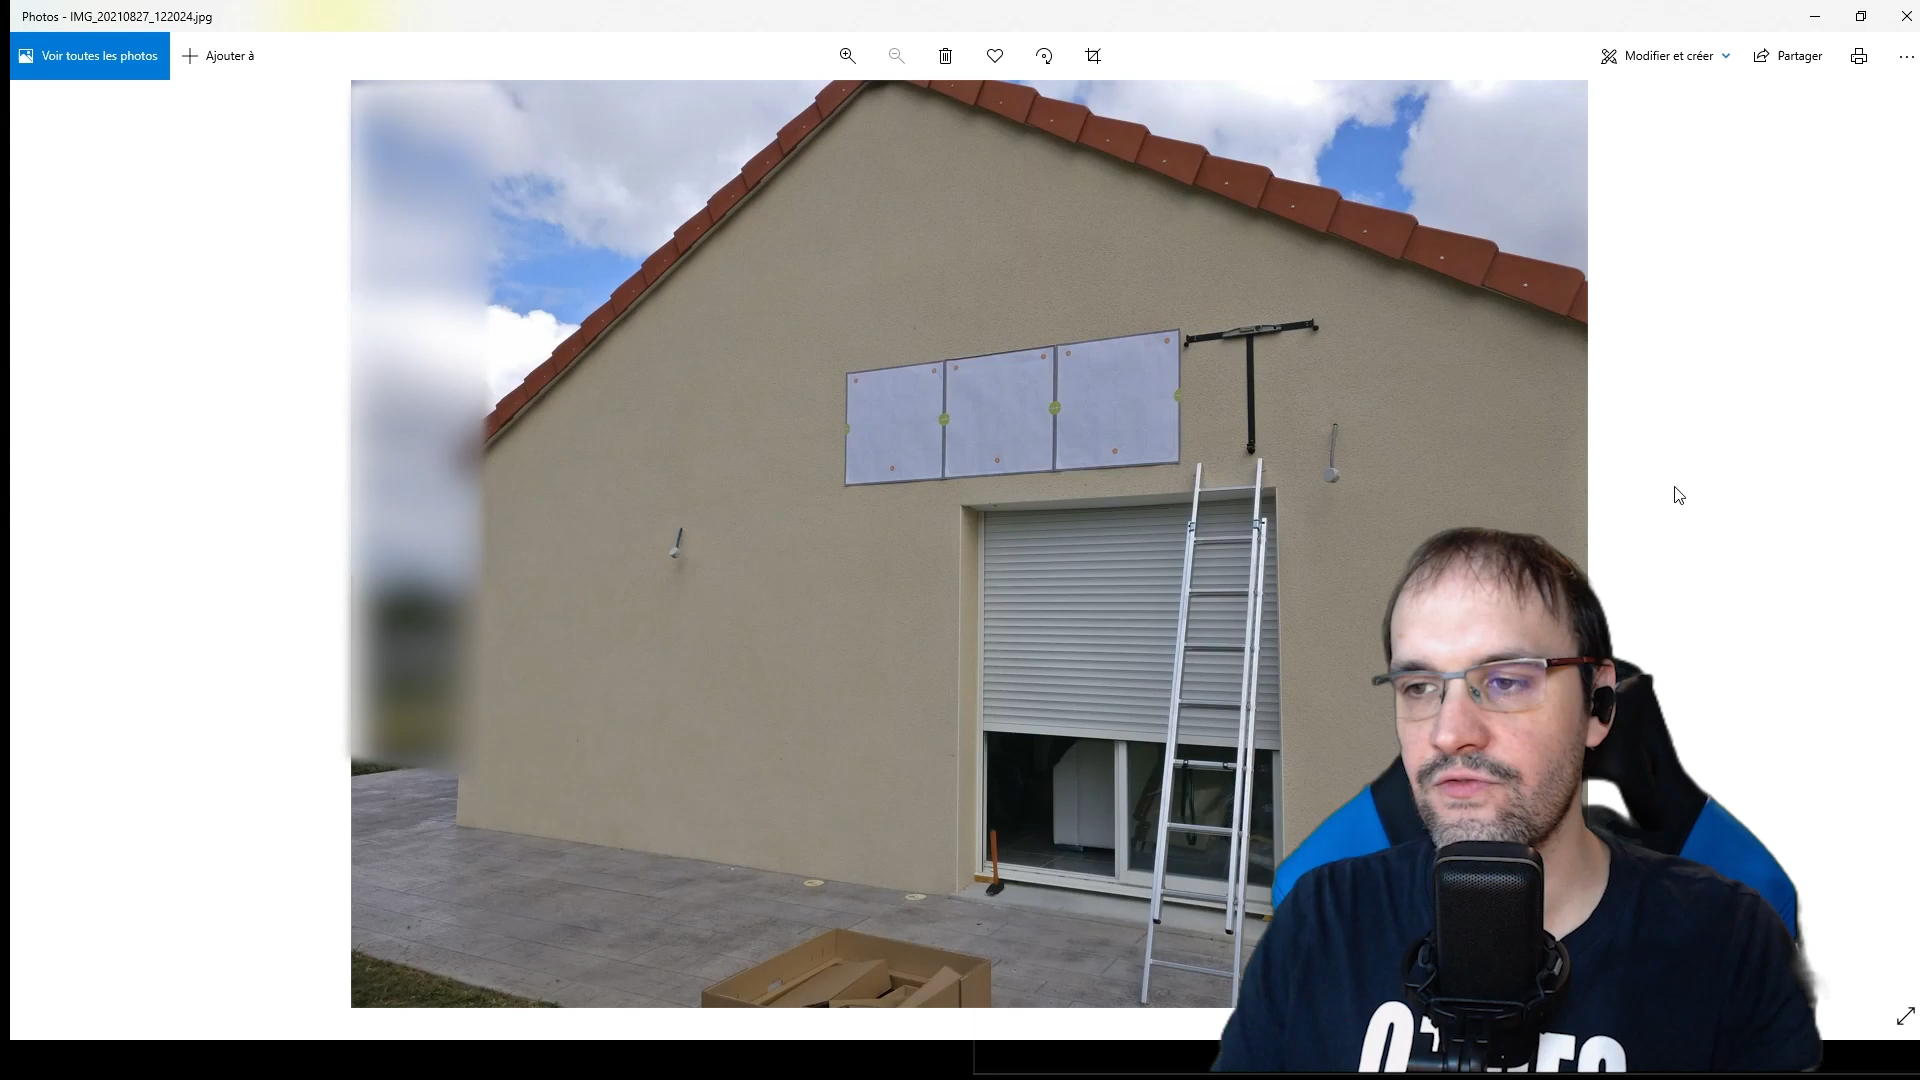 Photos - IMG_20210827_122024.jpg
Voir toutes les photos
Ajouter à
Modifier et créer
Partager